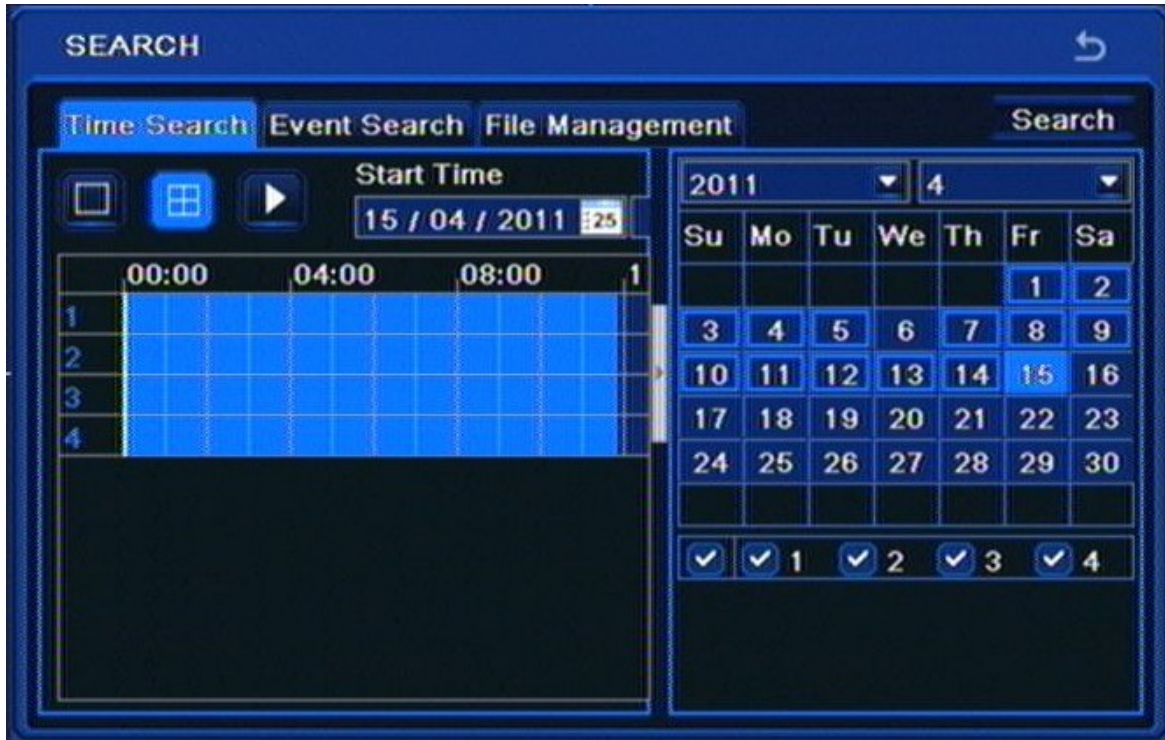 SEARCH
Time Search Event Search File Management Search
Start Time
15 / 04 / 2011 25
00:00 04:00 08:00 1
1
2
3
4
2011 4
Su Mo Tu We Th Fr Sa
1 2
3 4 5 6 7 8 9
10 11 12 13 14 15 16
17 18 19 20 21 22 23
24 25 26 27 28 29 30
1 2 3 4